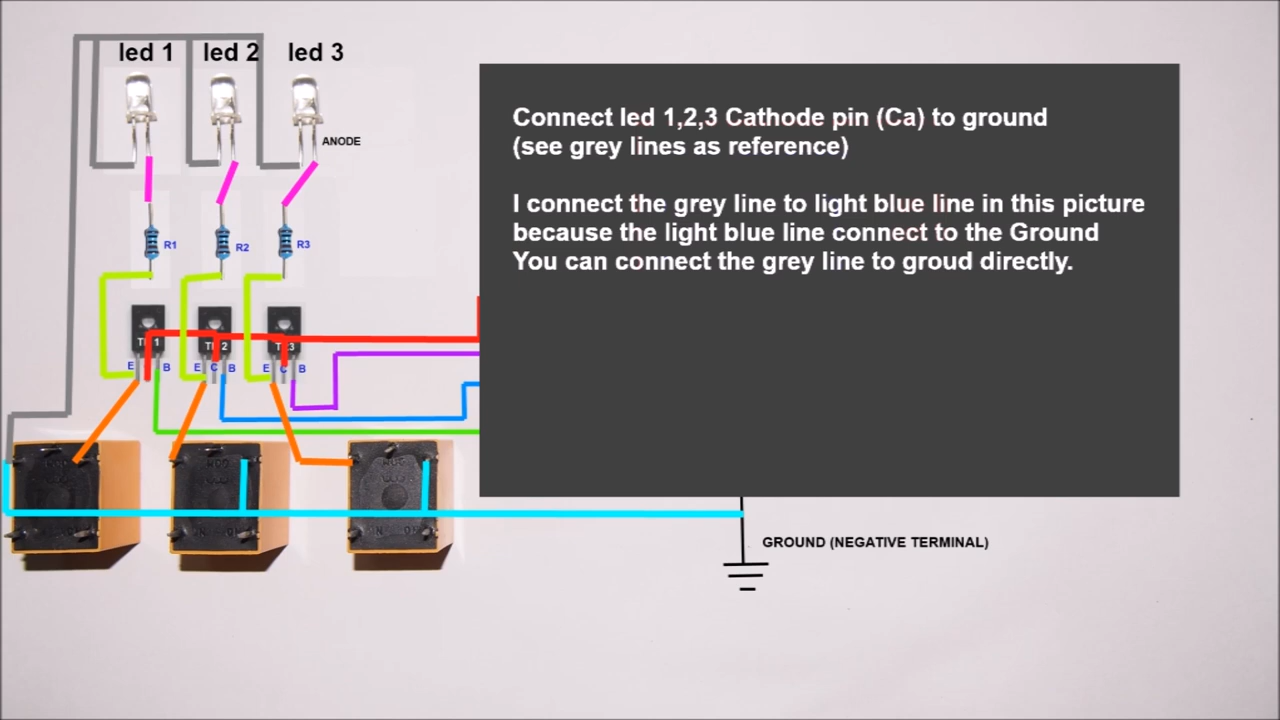 led 1 led 2 led 3
Connect led 1,2,3 Cathode pin (Ca) to ground
(see grey lines as reference)
I connect the grey line to light blue line in this picture
because the light blue line connect to the Ground
You can connect the grey line to groud directly.
ANODE
R1 R2 R3
E B E C B E C B
GROUND (NEGATIVE TERMINAL)